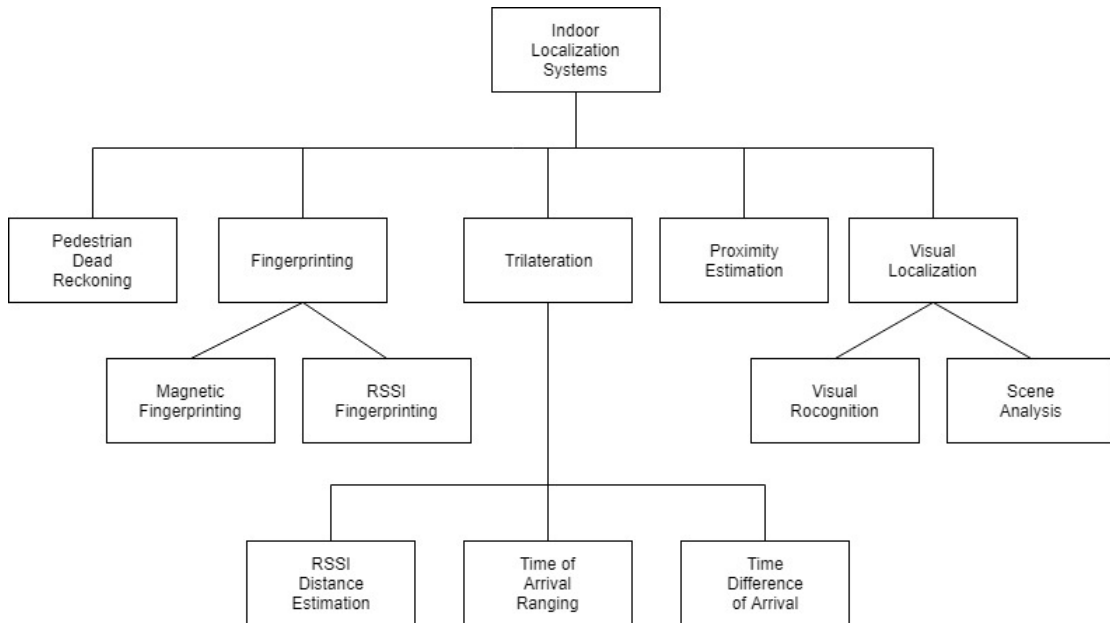 Indoor
Localization
Systems
Pedestrian
Dead
Reckoning
Fingerprinting
Trilateration
Proximity
Estimation
Visual
Localization
Magnetic
Fingerprinting
RSSI
Fingerprinting
Visual
Rocognition
Scene
Analysis
RSSI
Distance
Estimation
Time of
Arrival
Ranging
Time
Difference
of Arrival